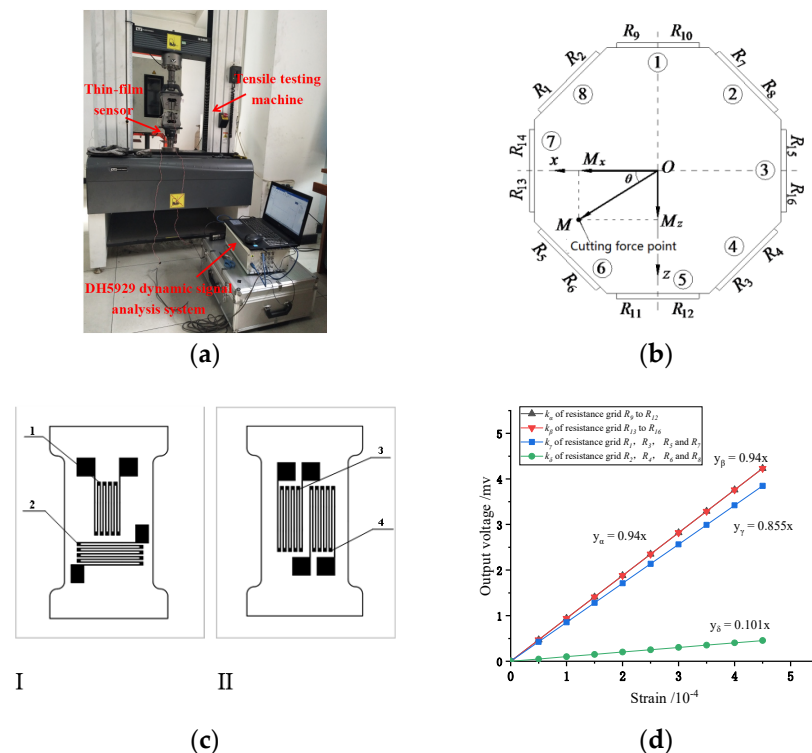 Thin-film
sensor
Tensile testing
machine
DH5929 dynamic signal
analysis system
(a)
R9 R10
R1 R2 R7 R8
① ② ③ ④ ⑤ ⑥ ⑦ ⑧
R14 R13 R15 R16
x Mx O
θ
M Mz
Cutting force point
z
R5 R6 R3 R4
R11 R12
(b)
1
2
3
4
I II
(c)
kα of resistance grid R9 to R12
kβ of resistance grid R13 to R16
kγ of resistance grid R1, R3, R5 and R7
kδ of resistance grid R2, R4, R6 and R8
yβ = 0.94x
yα = 0.94x
yγ = 0.855x
yδ = 0.101x
Output voltage /mv
5
4
3
2
1
0
0 1 2 3 4 5
Strain /10-4
(d)